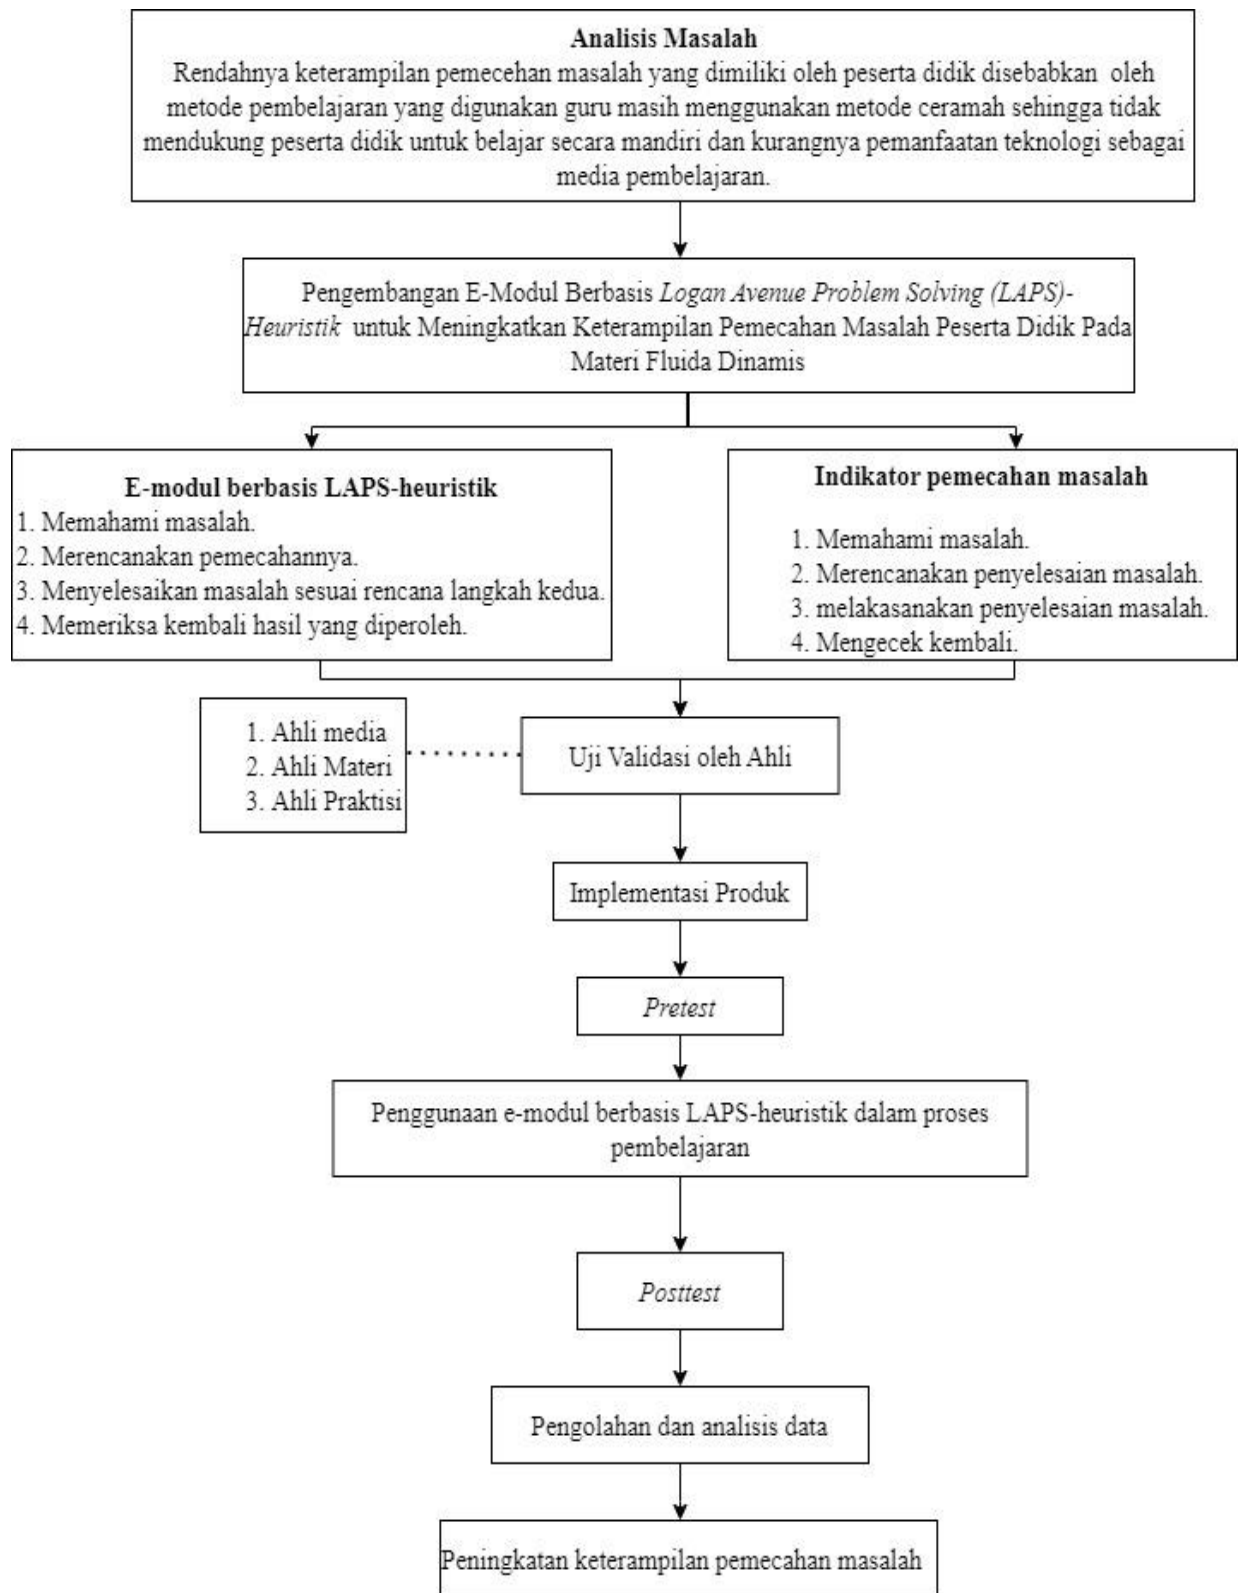 Analisis Masalah
Rendahnya keterampilan pemecehan masalah yang dimiliki oleh peserta didik disebabkan oleh
metode pembelajaran yang digunakan guru masih menggunakan metode ceramah sehingga tidak
mendukung peserta didik untuk belajar secara mandiri dan kurangnya pemanfaatan teknologi sebagai
media pembelajaran.
Pengembangan E-Modul Berbasis Logan Avenue Problem Solving (LAPS)-
Heuristik untuk Meningkatkan Keterampilan Pemecahan Masalah Peserta Didik Pada
Materi Fluida Dinamis
E-modul berbasis LAPS-heuristik
1. Memahami masalah.
2. Merencanakan pemecahannya.
3. Menyelesaikan masalah sesuai rencana langkah kedua.
4. Memeriksa kembali hasil yang diperoleh.
Indikator pemecahan masalah
1. Memahami masalah.
2. Merencanakan penyelesaian masalah.
3. melakasanakan penyelesaian masalah.
4. Mengecek kembali.
1. Ahli media
2. Ahli Materi
3. Ahli Praktisi
Uji Validasi oleh Ahli
Implementasi Produk
Pretest
Penggunaan e-modul berbasis LAPS-heuristik dalam proses
pembelajaran
Posttest
Pengolahan dan analisis data
Peningkatan keterampilan pemecahan masalah